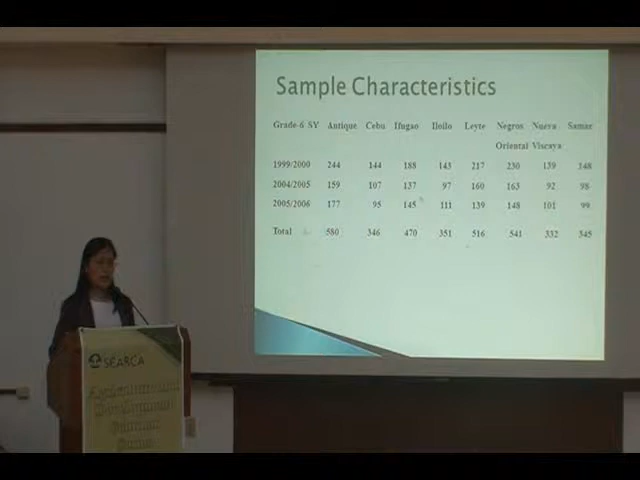 Sample Characteristics
Grade-6 SY Antique Cebu Ifugao Iloilo Leyte Negros Oriental Nueva Viscaya Samar
1999/2000 244 144 188 143 217 230 139 148
2004/2005 159 107 137 97 160 163 92 98
2005/2006 177 95 145 111 139 148 101 99
Total 580 346 470 351 516 541 332 345
SEARCA